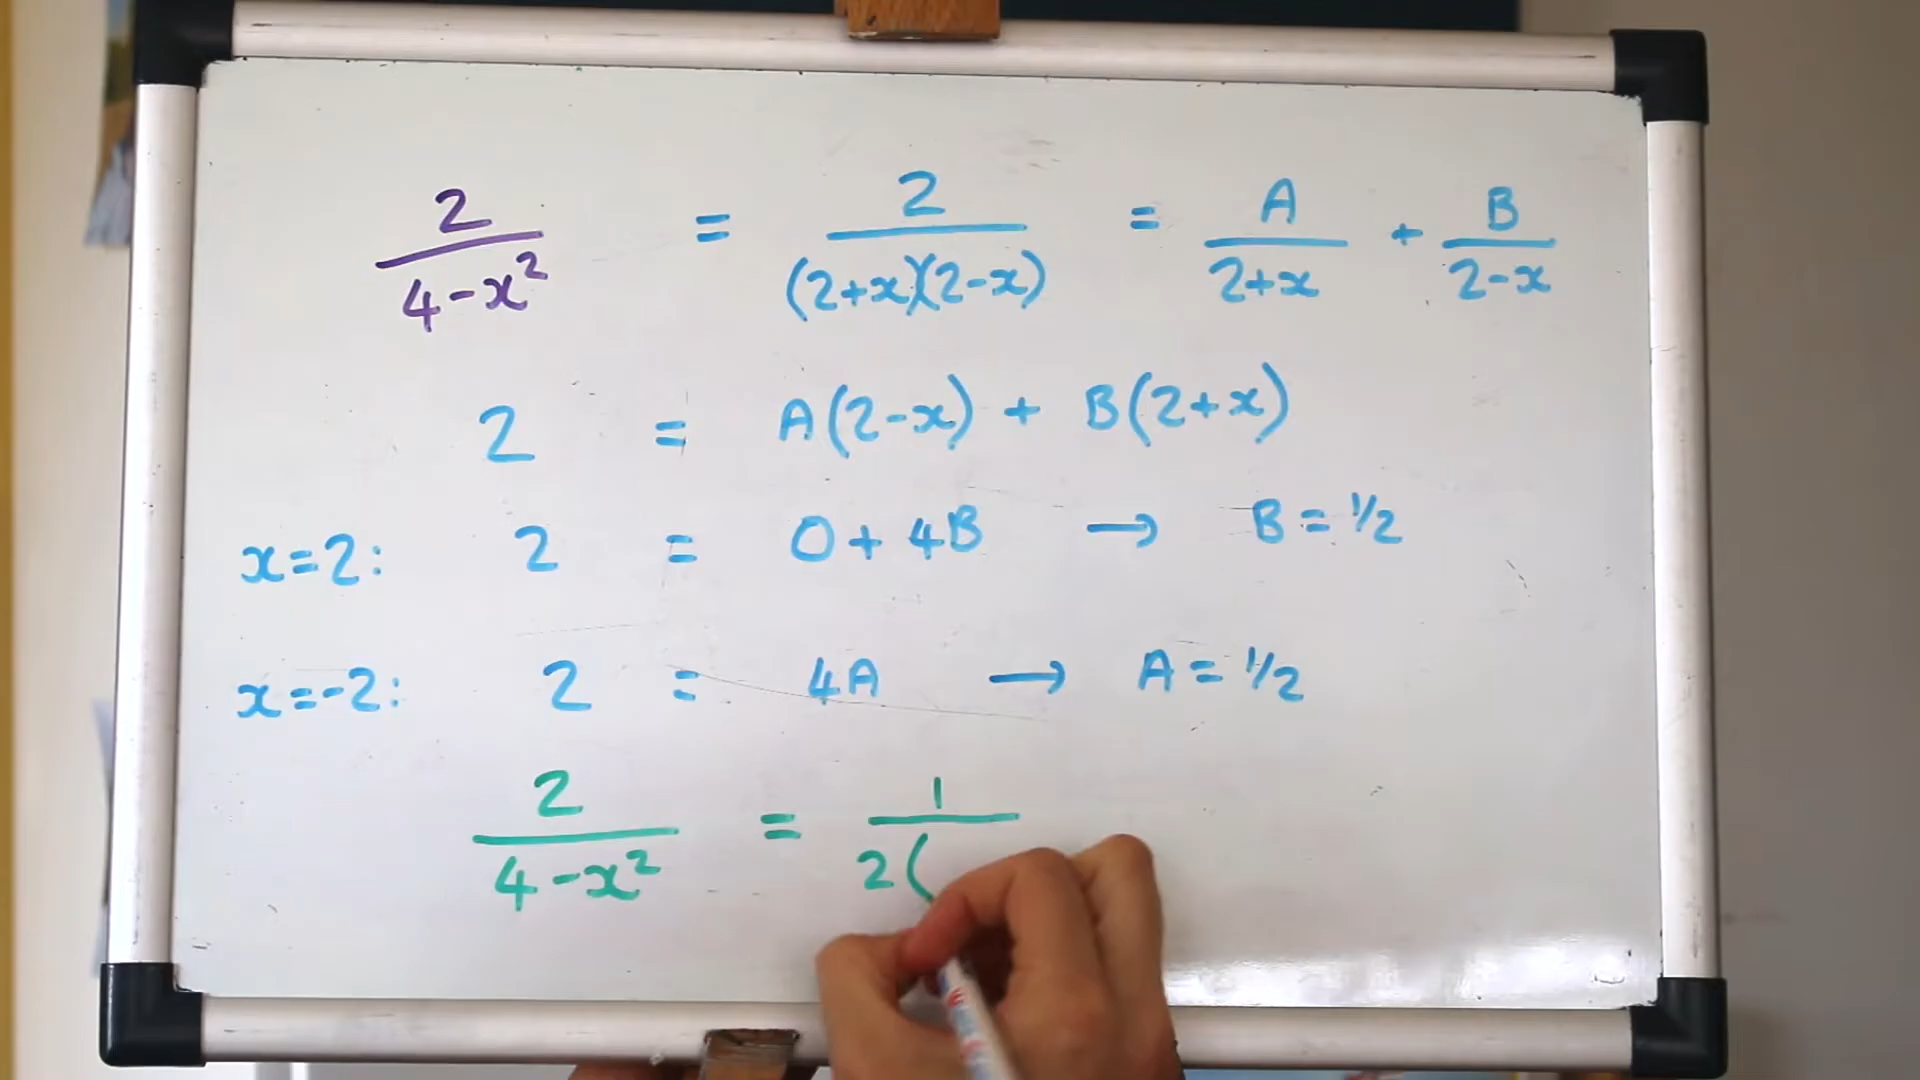 2/(4-x²) = 2/((2+x)(2-x)) = A/(2+x) + B/(2-x)
2 = A(2-x) + B(2+x)
x=2: 2 = 0 + 4B → B = 1/2
x=-2: 2 = 4A → A = 1/2
2/(4-x²) = 1/(2(